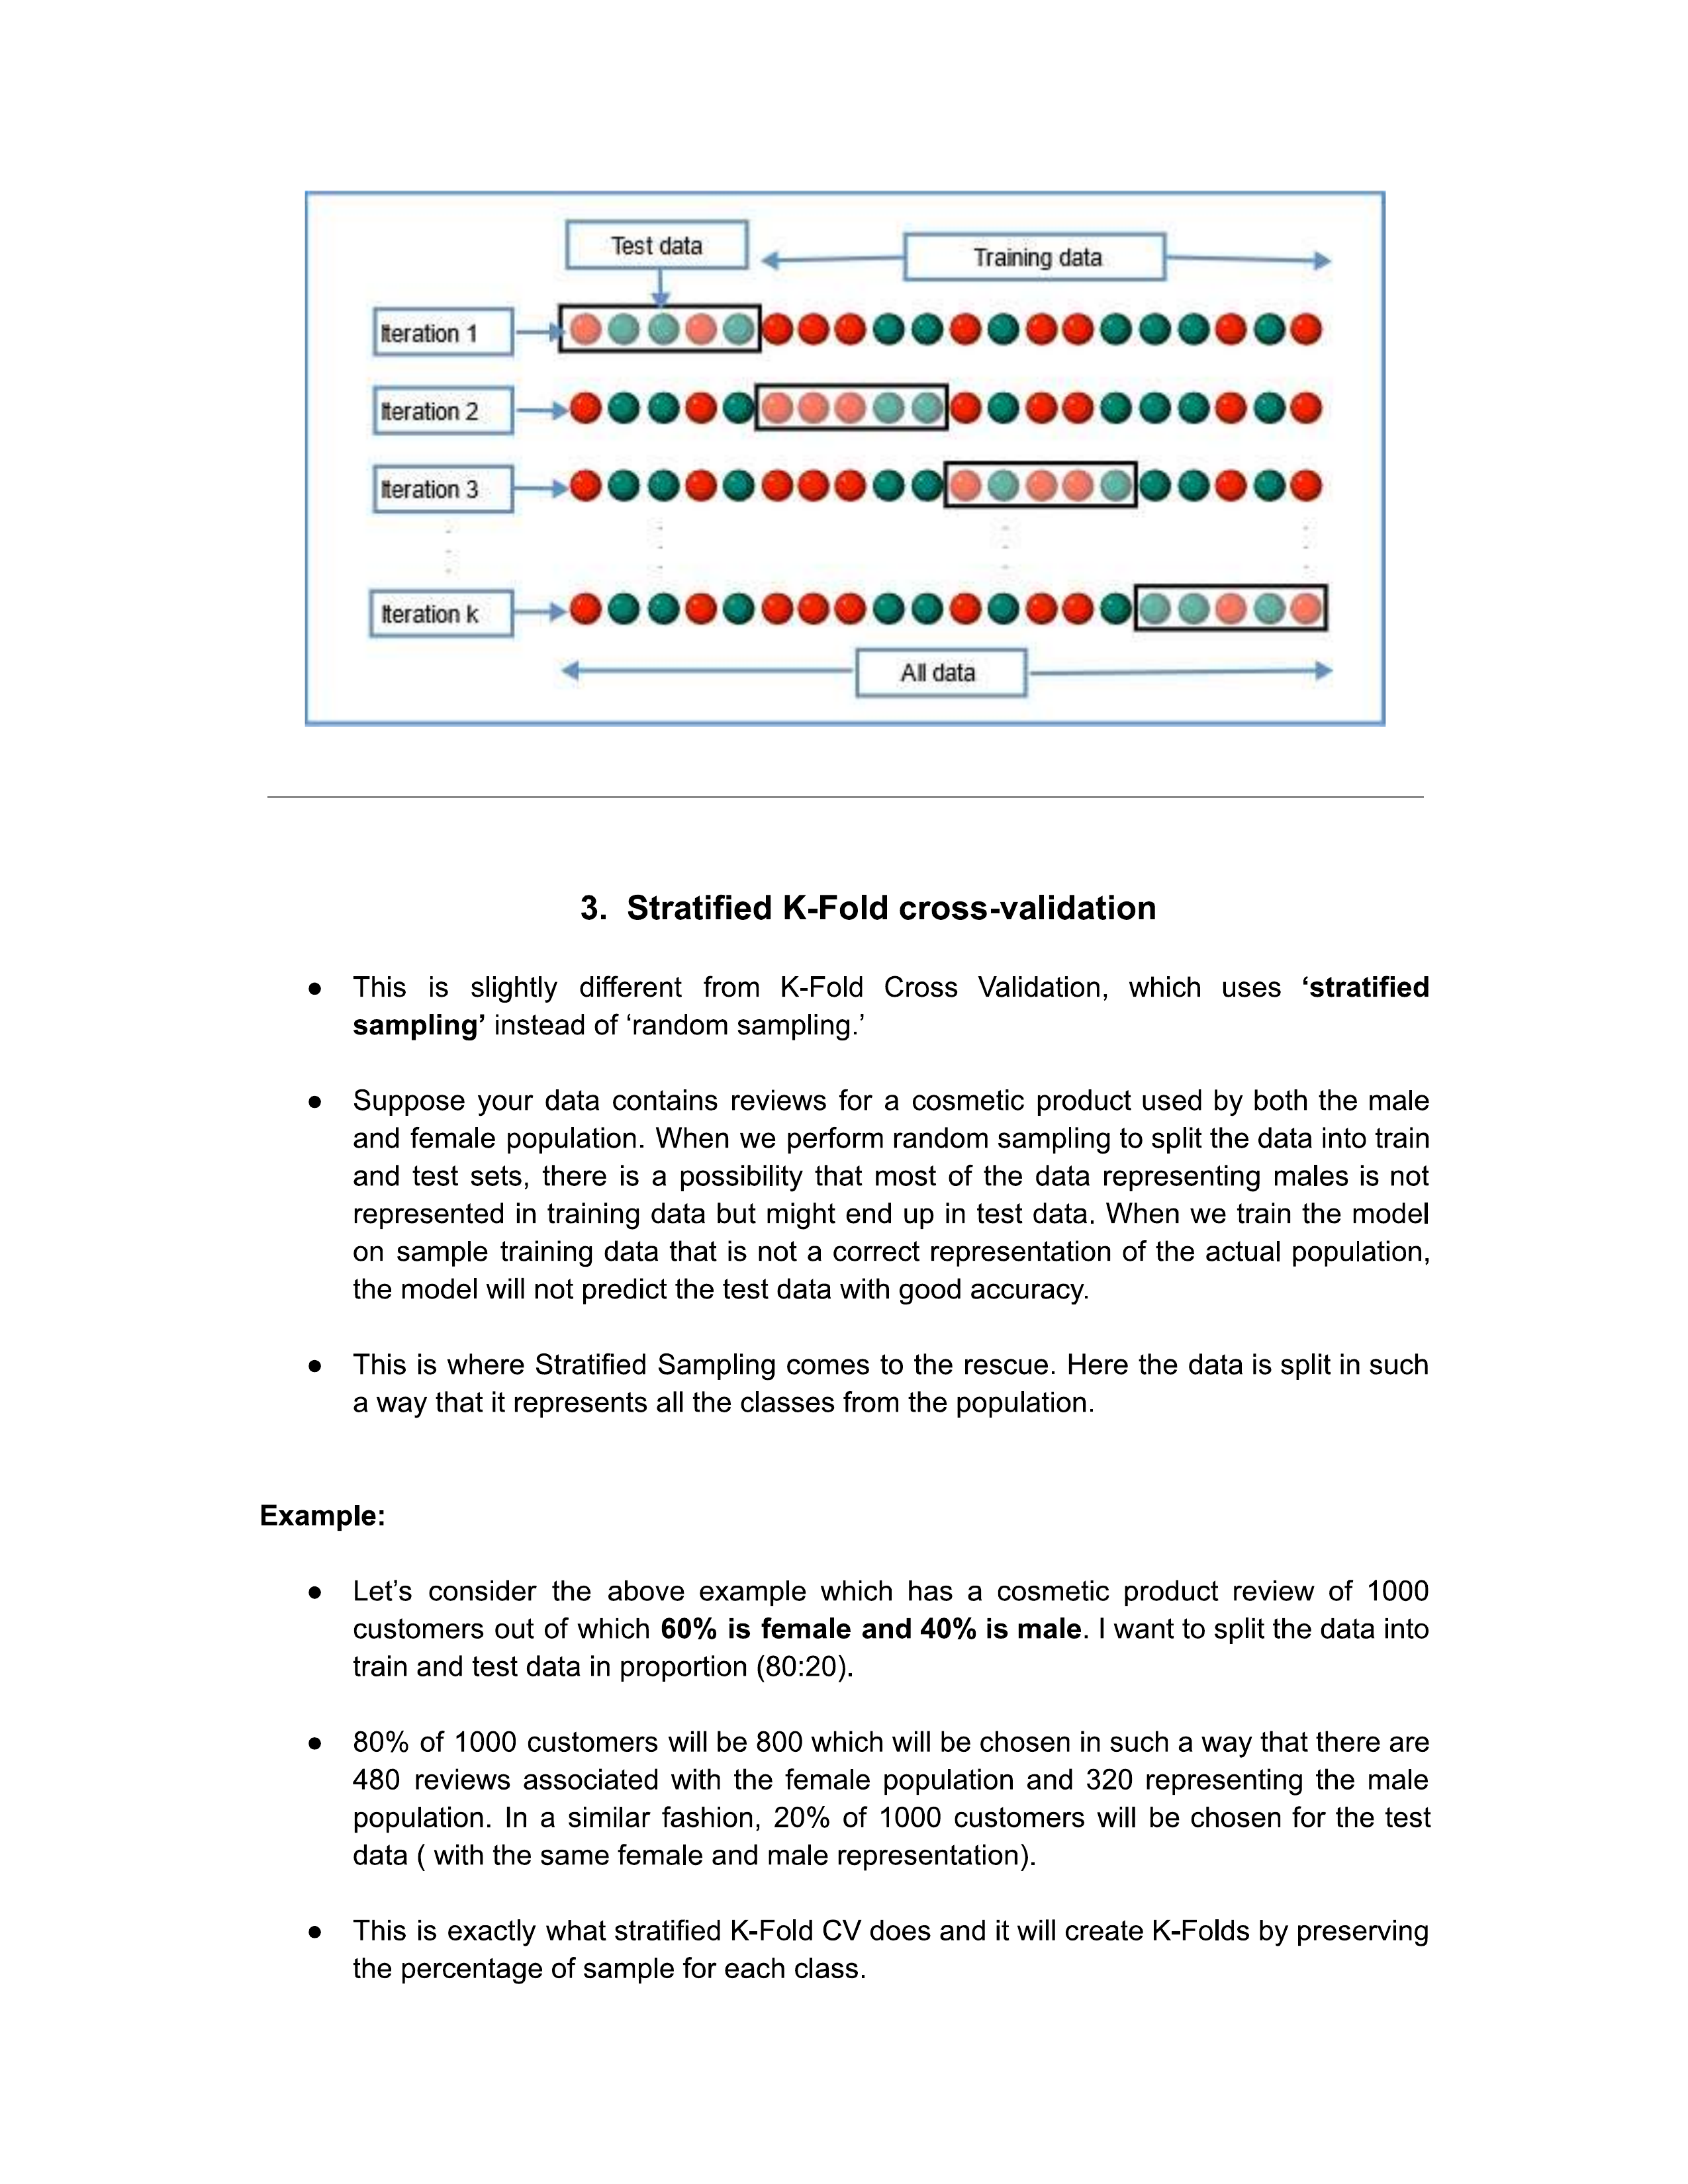 Test data
Training data
Iteration 1
Iteration 2
Iteration 3
Iteration k
All data
3. Stratified K-Fold cross-validation
● This is slightly different from K-Fold Cross Validation, which uses ‘stratified
sampling’ instead of ‘random sampling.’
● Suppose your data contains reviews for a cosmetic product used by both the male
and female population. When we perform random sampling to split the data into train
and test sets, there is a possibility that most of the data representing males is not
represented in training data but might end up in test data. When we train the model
on sample training data that is not a correct representation of the actual population,
the model will not predict the test data with good accuracy.
● This is where Stratified Sampling comes to the rescue. Here the data is split in such
a way that it represents all the classes from the population.
Example:
● Let’s consider the above example which has a cosmetic product review of 1000
customers out of which 60% is female and 40% is male. I want to split the data into
train and test data in proportion (80:20).
● 80% of 1000 customers will be 800 which will be chosen in such a way that there are
480 reviews associated with the female population and 320 representing the male
population. In a similar fashion, 20% of 1000 customers will be chosen for the test
data ( with the same female and male representation).
● This is exactly what stratified K-Fold CV does and it will create K-Folds by preserving
the percentage of sample for each class.